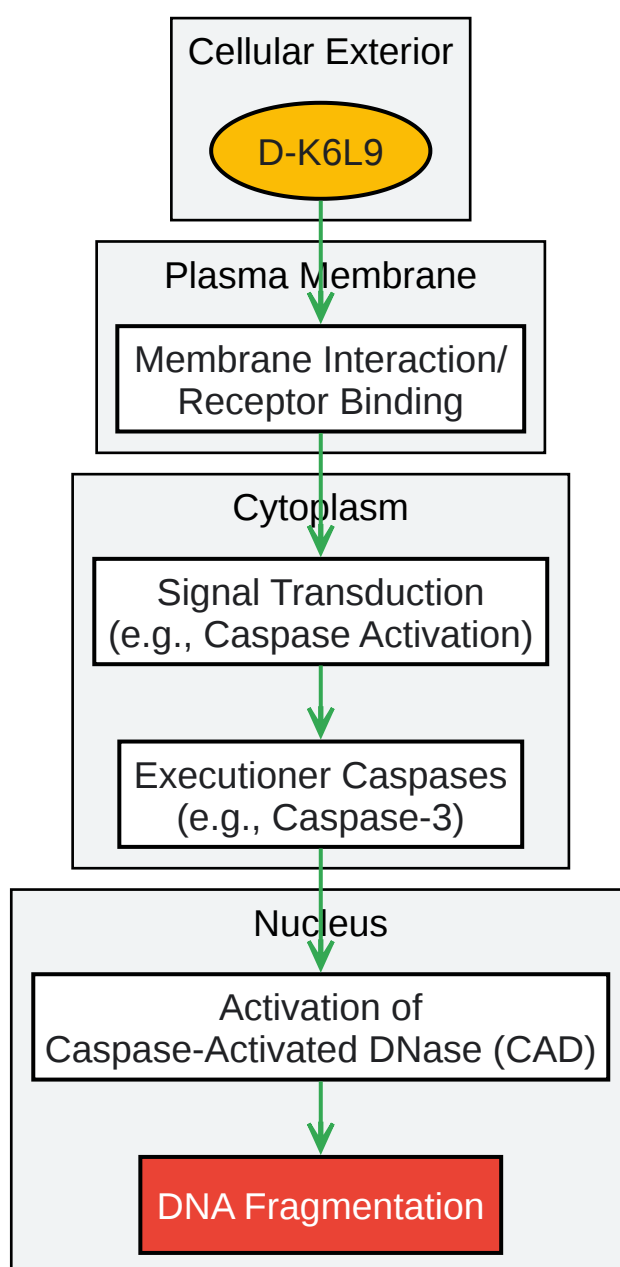 Cellular Exterior
D-K6L9
Plasma Membrane
Membrane Interaction/
Receptor Binding
Cytoplasm
Signal Transduction
(e.g., Caspase Activation)
Executioner Caspases
(e.g., Caspase-3)
Nucleus
Activation of
Caspase-Activated DNase (CAD)
DNA Fragmentation